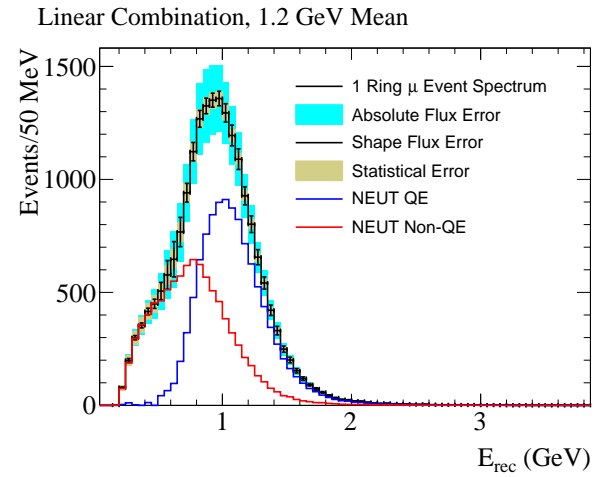 Linear Combination, 1.2 GeV Mean
Events/50 MeV
1500
1000
500
0
1 Ring μ Event Spectrum
Absolute Flux Error
Shape Flux Error
Statistical Error
NEUT QE
NEUT Non-QE
1 2 3
E_rec (GeV)